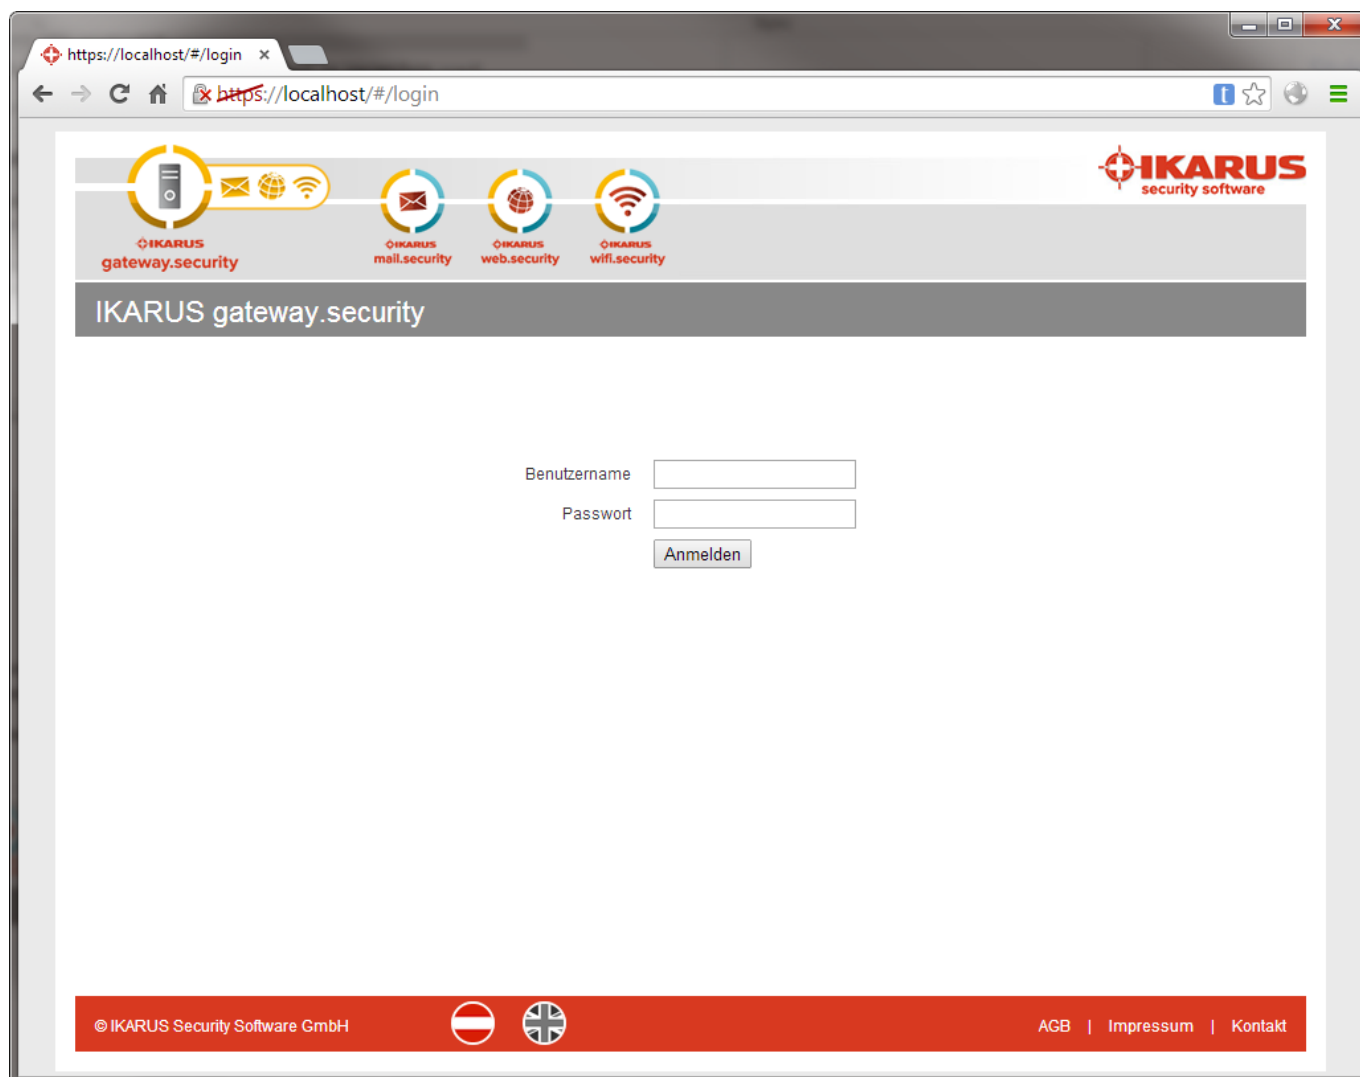 https://localhost/#/login
https://localhost/#/login
IKARUS
security software
IKARUS
gateway.security
IKARUS
mail.security
IKARUS
web.security
IKARUS
wifi.security
IKARUS gateway.security
Benutzername
Passwort
Anmelden
© IKARUS Security Software GmbH
AGB | Impressum | Kontakt